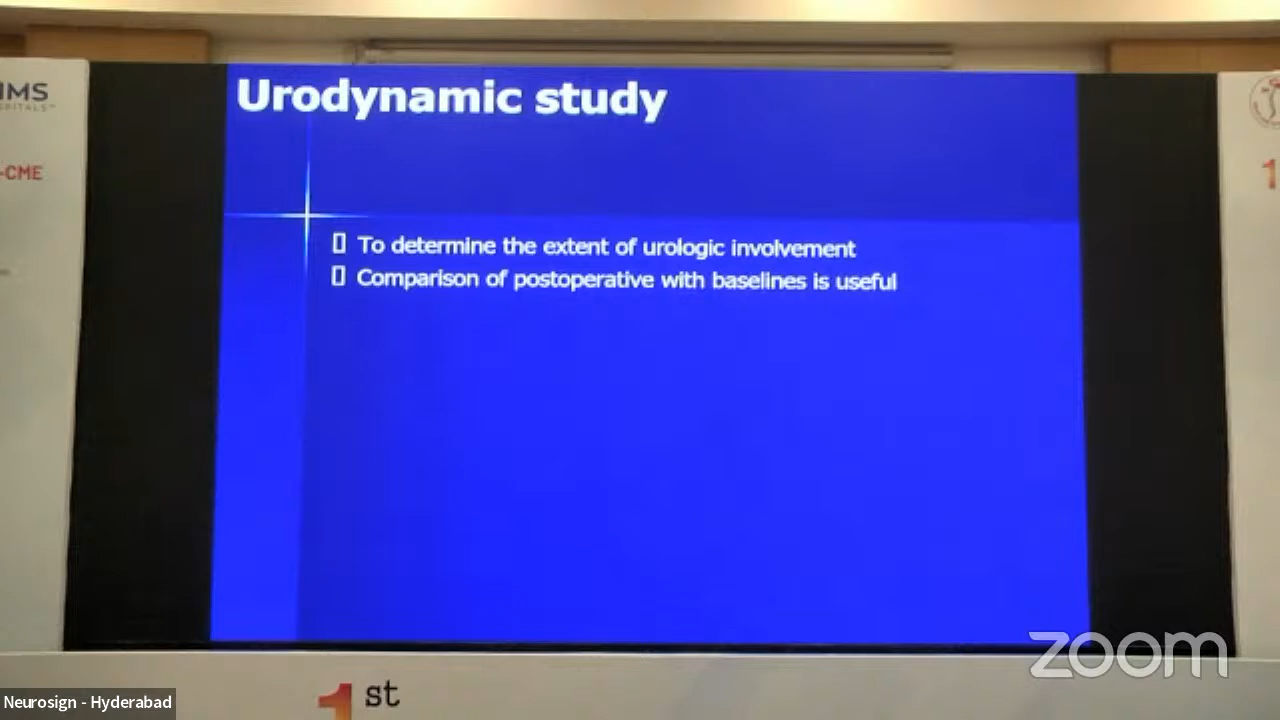 Urodynamic study
To determine the extent of urologic involvement
Comparison of postoperative with baselines is useful
-CME
1
zoom
Neurosign - Hyderabad
1st